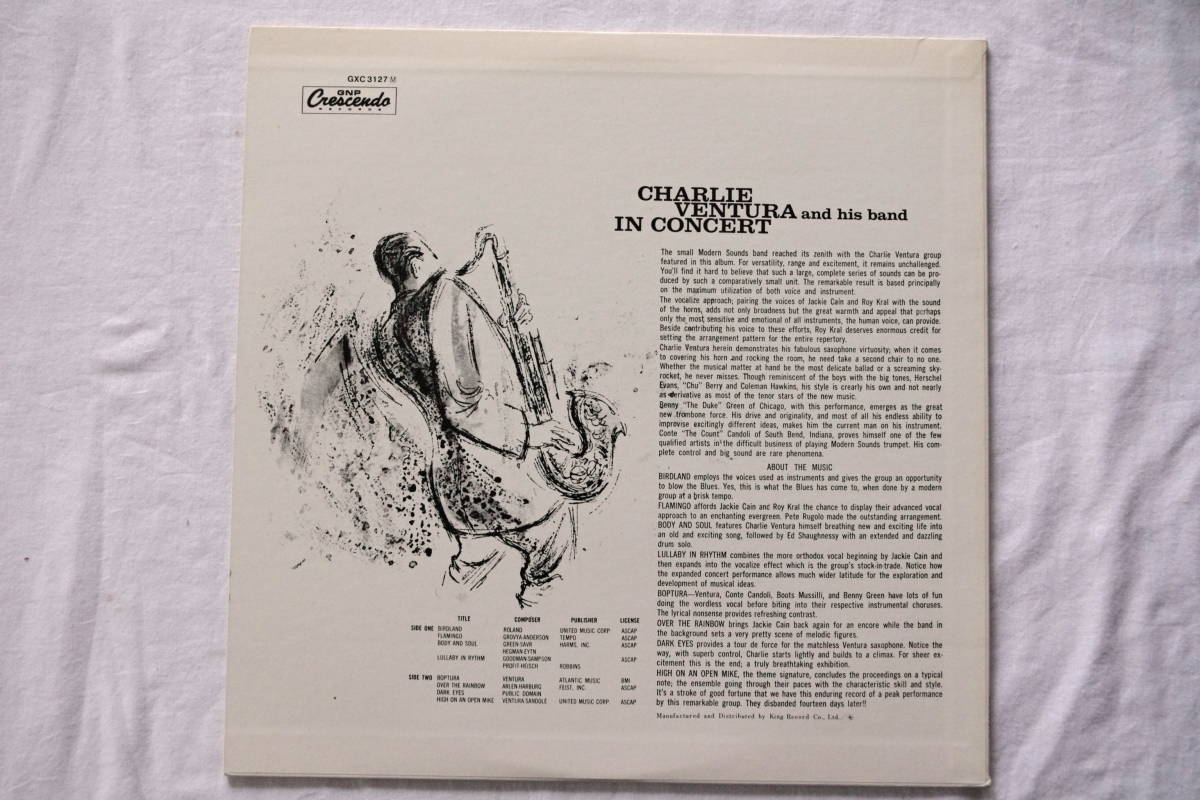 GXC 3127 M
GNP
Crescendo
RECORDS
CHARLIE
VENTURA and his band
IN CONCERT
The small Modern Sounds band reached its zenith with the Charlie Ventura group
featured in this album. For versatility, range and excitement, it remains unchallenged.
You'll find it hard to believe that such a large, complete series of sounds can be pro-
duced by such a comparatively small unit. The remarkable result is based principally
on the maximum utilization of both voice and instrument.
The vocalize approach; pairing the voices of Jackie Cain and Roy Kral with the sound
of the horns, adds not only broadness but the great warmth and appeal that perhaps
only the most sensitive and emotional of all instruments, the human voice, can provide.
Beside contributing his voice to these efforts, Roy Kral deserves enormous credit for
setting the arrangement pattern for the entire repertory.
Charlie Ventura herein demonstrates his fabulous saxophone virtuosity; when it comes
to covering his horn and rocking the room, he need take a second chair to no one.
Whether the musical matter at hand be the most delicate ballad or a screaming sky-
rocket, he never misses. Though reminiscent of the boys with the big tones, Herschel
Evans, "Chu" Berry and Coleman Hawkins, his style is crearly his own and not nearly
as derivative as most of the tenor stars of the new music.
Benny "The Duke" Green of Chicago, with this performance, emerges as the great
new trombone force. His drive and originality, and most of all his endless ability to
improvise excitingly different ideas, makes him the current man on his instrument.
Conte "The Count" Candoli of South Bend, Indiana, proves himself one of the few
qualified artists in the difficult business of playing Modern Sounds trumpet. His com-
plete control and big sound are rare phenomena.
ABOUT THE MUSIC
BIRDLAND employs the voices used as instruments and gives the group an opportunity
to blow the Blues. Yes, this is what the Blues has come to, when done by a modern
group at a brisk tempo.
FLAMINGO affords Jackie Cain and Roy Kral the chance to display their advanced vocal
approach to an enchanting evergreen. Pete Rugolo made the outstanding arrangement.
BODY AND SOUL features Charlie Ventura himself breathing new and exciting life into
an old and exciting song, followed by Ed Shaughnessy with an extended and dazzling
drum solo.
LULLABY IN RHYTHM combines the more orthodox vocal beginning by Jackie Cain and
then expands into the vocalize effect which is the group's stock-in-trade. Notice how
the expanded concert performance allows much wider latitude for the exploration and
development of musical ideas.
BOPTURA—Ventura, Conte Candoli, Boots Mussilli, and Benny Green have lots of fun
doing the wordless vocal before biting into their respective instrumental choruses.
The lyrical nonsense provides refreshing contrast.
OVER THE RAINBOW brings Jackie Cain back again for an encore while the band in
the background sets a very pretty scene of melodic figures.
DARK EYES provides a tour de force for the matchless Ventura saxophone. Notice the
way, with superb control, Charlie starts lightly and builds to a climax. For sheer ex-
citement this is the end; a truly breathtaking exhibition.
HIGH ON AN OPEN MIKE, the theme signature, concludes the proceedings on a typical
note; the ensemble going through their paces with the characteristic skill and style.
It's a stroke of good fortune that we have this enduring record of a peak performance
by this remarkable group. They disbanded fourteen days later!!
Manufactured and Distributed by King Record Co., Ltd.
TITLE COMPOSER PUBLISHER LICENSE
SIDE ONE BIRDLAND ROLAND UNITED MUSIC CORP ASCAP
FLAMINGO GROVYA-ANDERSON TEMPO ASCAP
BODY AND SOUL GREEN-SAVR HARMS, INC. ASCAP
HEGMAN-EYTN
LULLABY IN RYTHM GOODMAN-SAMPSON ASCAP
PROFIT-HEISCH ROBBINS
SIDE TWO BOPTURA VENTURA ATLANTIC MUSIC BMI
OVER THE RAINBOW ARLEN-HARBURG FEIST, INC. ASCAP
DARK EYES PUBLIC DOMAIN
HIGH ON AN OPEN MIKE VENTURA-SANDOLE UNITED MUSIC CORP. ASCAP